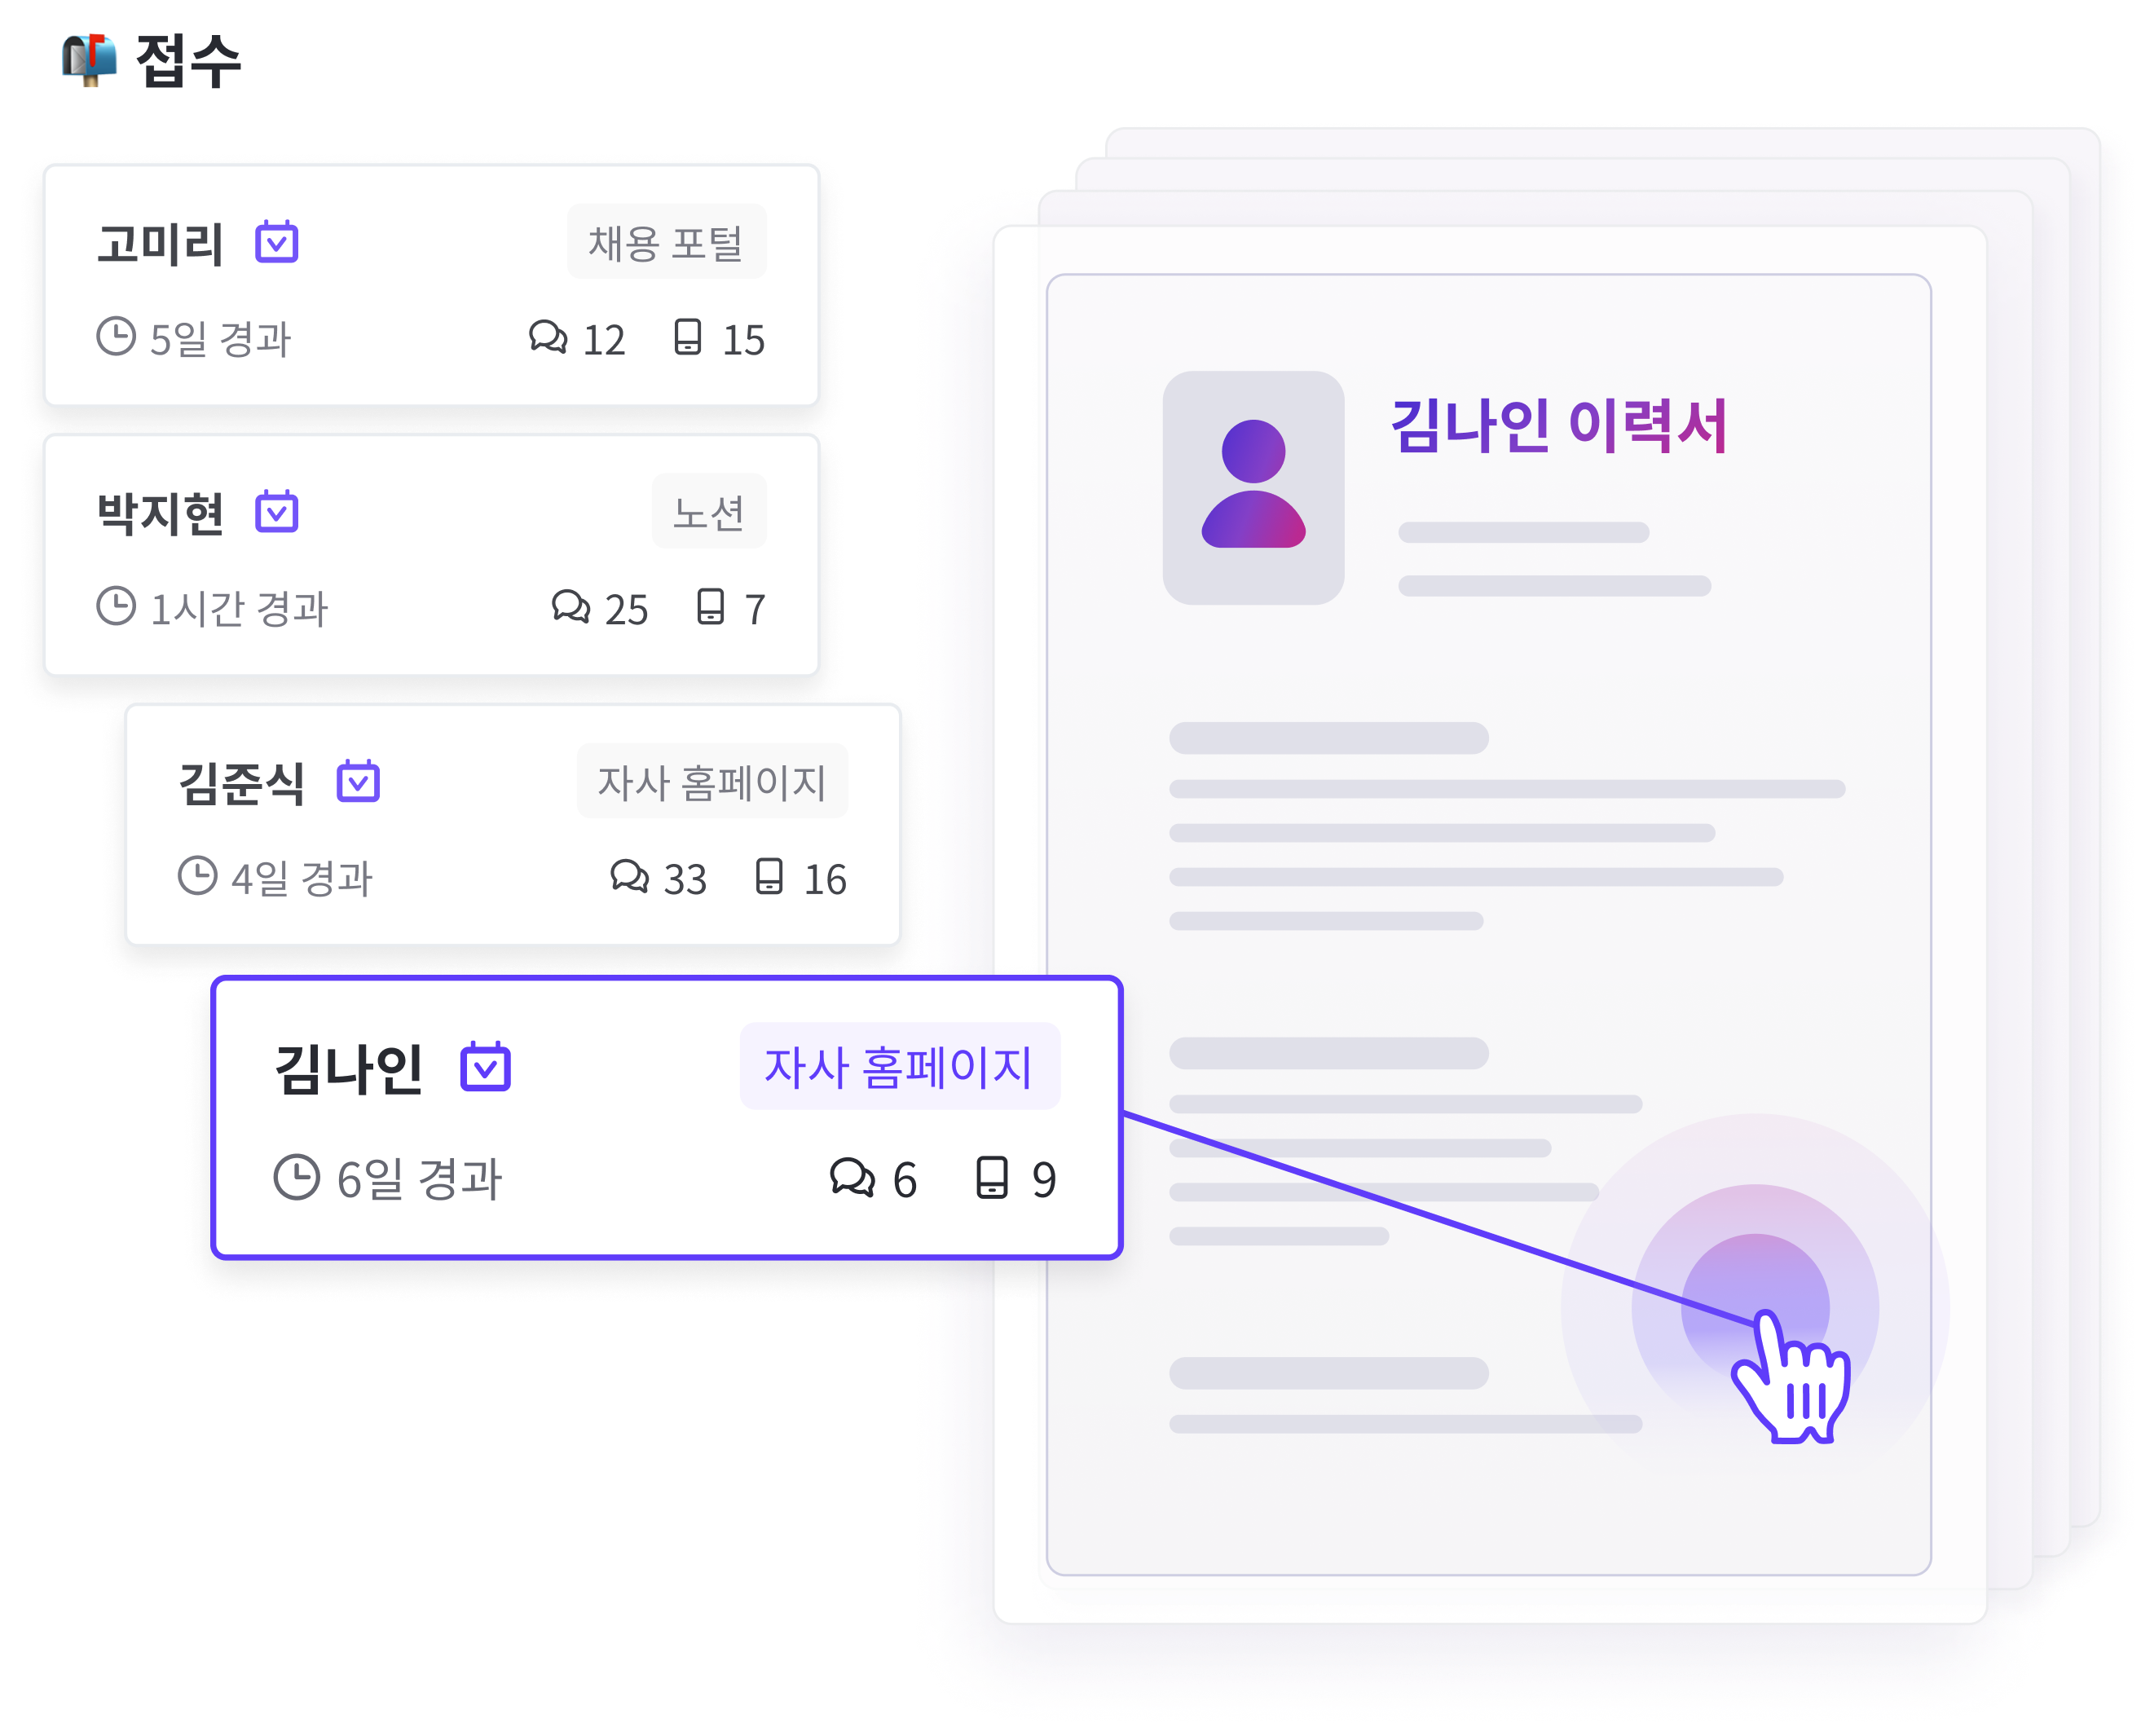 접수
고미리
채용 포털
5일 경과
12
15
박지현
노션
1시간 경과
25
7
김준식
자사 홈페이지
4일 경과
33
16
김나인
자사 홈페이지
6일 경과
6
9
김나인 이력서